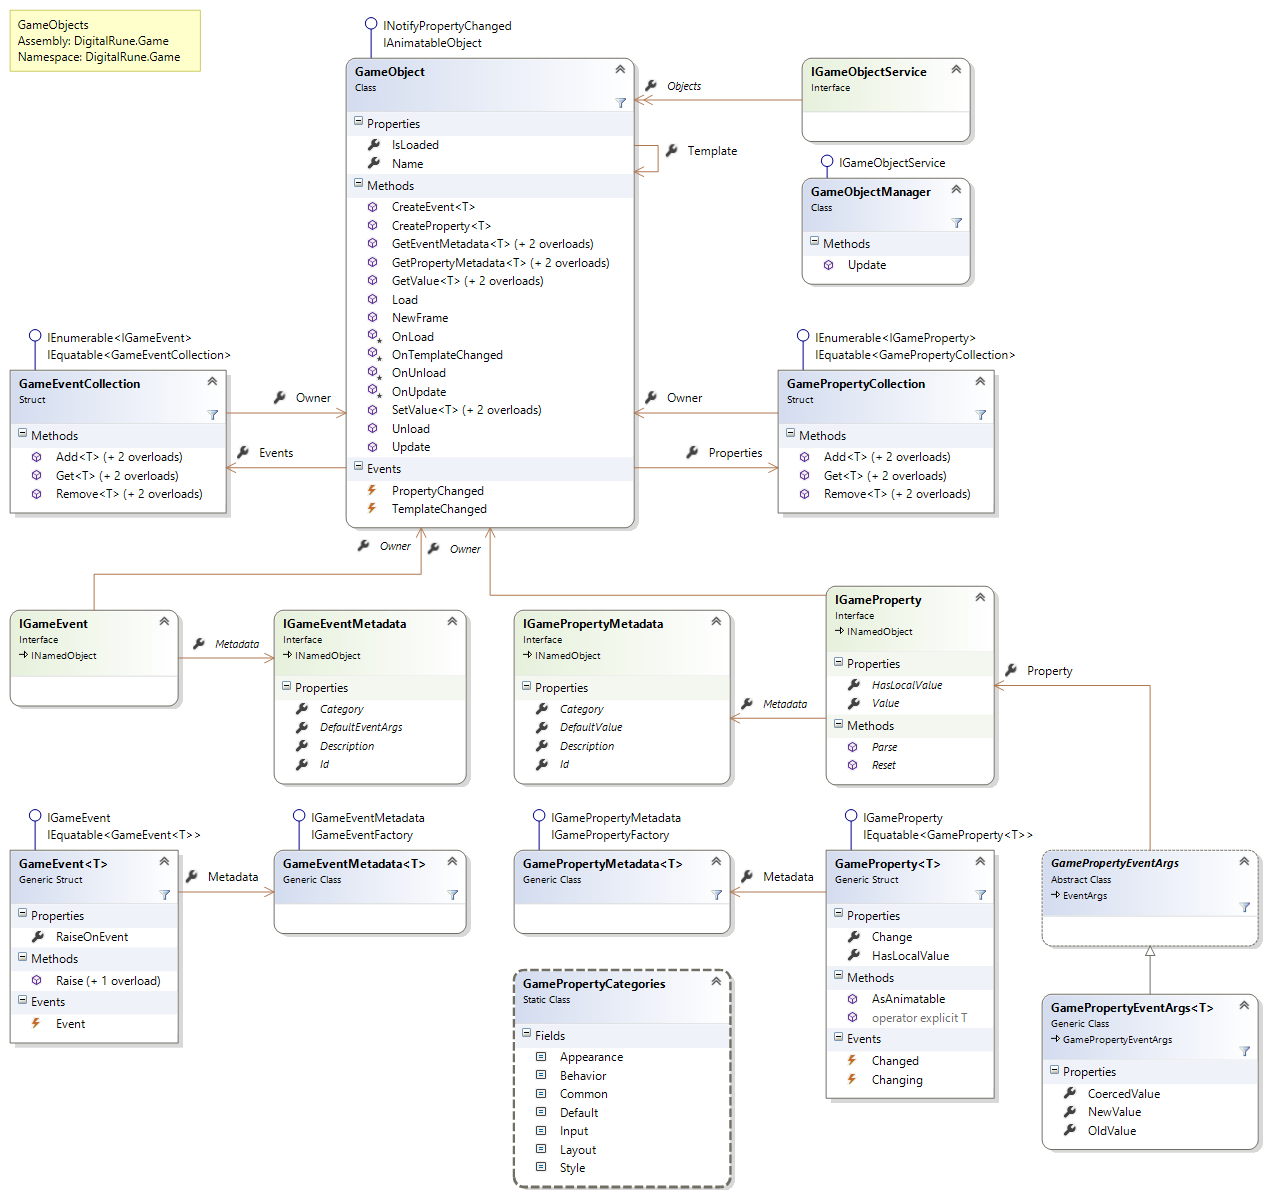 GameObjects
Assembly: DigitalRune.Game
Namespace: DigitalRune.Game
INotifyPropertyChanged
IAnimatableObject
GameObject
Class
Properties
IsLoaded
Name
Methods
CreateEvent<T>
CreateProperty<T>
GetEventMetadata<T> (+ 2 overloads)
GetPropertyMetadata<T> (+ 2 overloads)
GetValue<T> (+ 2 overloads)
Load
NewFrame
OnLoad
OnTemplateChanged
OnUnload
OnUpdate
SetValue<T> (+ 2 overloads)
Unload
Update
Events
PropertyChanged
TemplateChanged
Objects
IGameObjectService
Interface
Template
IGameObjectService
GameObjectManager
Class
Methods
Update
IEnumerable<IGameEvent>
IEquatable<GameEventCollection>
GameEventCollection
Struct
Methods
Add<T> (+ 2 overloads)
Get<T> (+ 2 overloads)
Remove<T> (+ 2 overloads)
Owner
Events
Owner
Properties
IEnumerable<IGameProperty>
IEquatable<GamePropertyCollection>
GamePropertyCollection
Struct
Methods
Add<T> (+ 2 overloads)
Get<T> (+ 2 overloads)
Remove<T> (+ 2 overloads)
Owner
Owner
IGameEvent
Interface
INamedObject
Metadata
IGameEventMetadata
Interface
INamedObject
Properties
Category
DefaultEventArgs
Description
Id
IGamePropertyMetadata
Interface
INamedObject
Properties
Category
DefaultValue
Description
Id
Metadata
IGameProperty
Interface
INamedObject
Properties
HasLocalValue
Value
Methods
Parse
Reset
Property
IGameEvent
IEquatable<GameEvent<T>>
GameEvent<T>
Generic Struct
Properties
RaiseOnEvent
Methods
Raise (+ 1 overload)
Events
Event
Metadata
IGameEventMetadata
IGameEventFactory
GameEventMetadata<T>
Generic Class
IGamePropertyMetadata
IGamePropertyFactory
GamePropertyMetadata<T>
Generic Class
Metadata
IGameProperty
IEquatable<GameProperty<T>>
GameProperty<T>
Generic Struct
Properties
Change
HasLocalValue
Methods
AsAnimatable
operator explicit T
Events
Changed
Changing
GamePropertyEventArgs
Abstract Class
EventArgs
GamePropertyCategories
Static Class
Fields
Appearance
Behavior
Common
Default
Input
Layout
Style
GamePropertyEventArgs<T>
Generic Class
GamePropertyEventArgs
Properties
CoercedValue
NewValue
OldValue